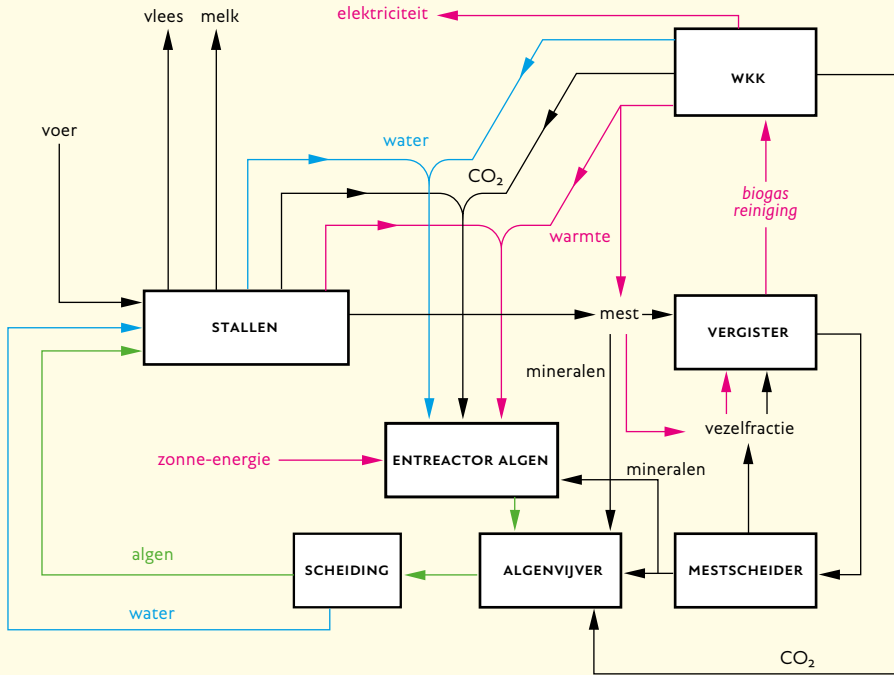 elektriciteit
vlees
melk
WKK
voer
water
CO₂
biogas
reiniging
warmte
STALLEN
mest
VERGISTER
mineralen
vezelfractie
zonne-energie
ENTREACTOR ALGEN
mineralen
algen
SCHEIDING
ALGENVIJVER
MESTSCHEIDER
water
CO₂